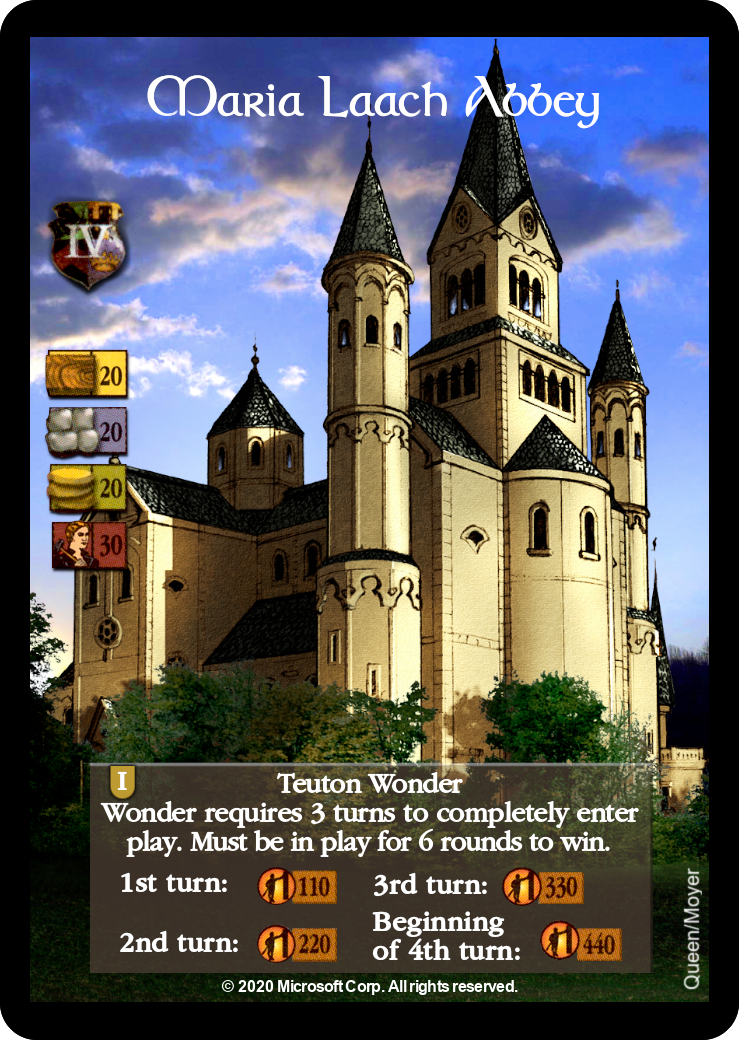 Maria Laach Abbey
IV
20
20
20
30
I
Teuton Wonder
Wonder requires 3 turns to completely enter
play. Must be in play for 6 rounds to win.
1st turn: 110
3rd turn: 330
2nd turn: 220
Beginning
of 4th turn: 440
Queen/Moyer
© 2020 Microsoft Corp. All rights reserved.